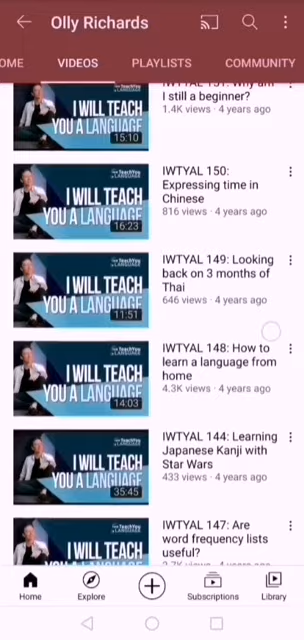 Olly Richards
OME VIDEOS PLAYLISTS COMMUNITY
I still a beginner?
1.4K views · 4 years ago
I WILL TEACH
YOU A LANGUAGE
15:10
IWTYAL 150:
Expressing time in
Chinese
816 views · 4 years ago
I WILL TEACH
YOU A LANGUAGE
16:23
IWTYAL 149: Looking
back on 3 months of
Thai
646 views · 4 years ago
I WILL TEACH
YOU A LANGUAGE
11:51
IWTYAL 148: How to
learn a language from
home
4.3K views · 4 years ago
I WILL TEACH
YOU A LANGUAGE
14:03
IWTYAL 144: Learning
Japanese Kanji with
Star Wars
433 views · 4 years ago
I WILL TEACH
YOU A LANGUAGE
35:45
IWTYAL 147: Are
word frequency lists
useful?
I WILL TEACH
Home Explore Subscriptions Library